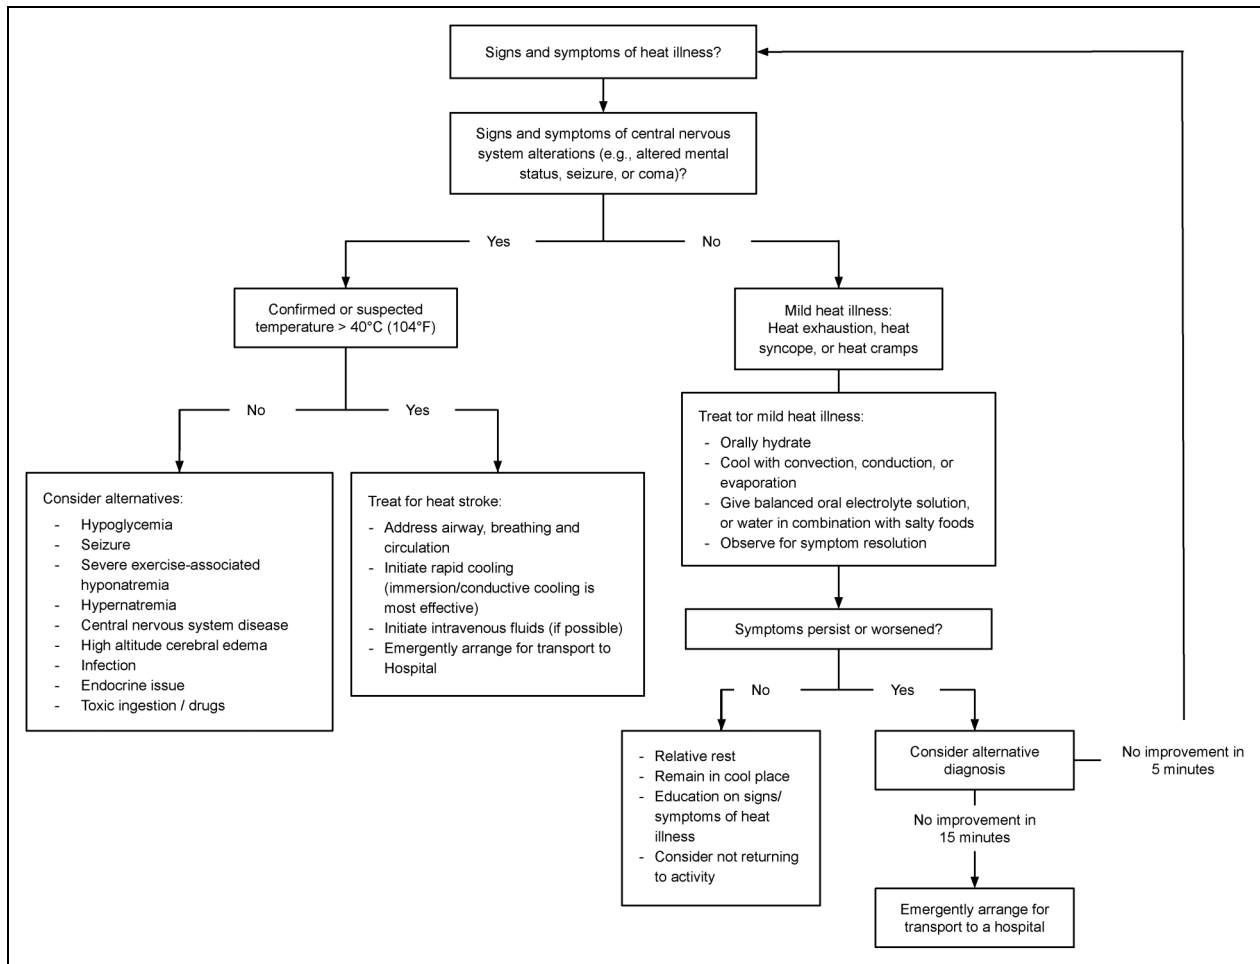 Signs and symptoms of heat illness?
Signs and symptoms of central nervous
system alterations (e.g., altered mental
status, seizure, or coma)?
Yes
No
Confirmed or suspected
temperature > 40°C (104°F)
Mild heat illness:
Heat exhaustion, heat
syncope, or heat cramps
No
Yes
Consider alternatives:
- Hypoglycemia
- Seizure
- Severe exercise-associated
hyponatremia
- Hypernatremia
- Central nervous system disease
- High altitude cerebral edema
- Infection
- Endocrine issue
- Toxic ingestion / drugs
Treat for heat stroke:
- Address airway, breathing and
circulation
- Initiate rapid cooling
(immersion/conductive cooling is
most effective)
- Initiate intravenous fluids (if possible)
- Emergently arrange for transport to
Hospital
Treat tor mild heat illness:
- Orally hydrate
- Cool with convection, conduction, or
evaporation
- Give balanced oral electrolyte solution,
or water in combination with salty foods
- Observe for symptom resolution
Symptoms persist or worsened?
No
Yes
- Relative rest
- Remain in cool place
- Education on signs/
symptoms of heat
illness
- Consider not returning
to activity
Consider alternative
diagnosis
No improvement in
5 minutes
No improvement in
15 minutes
Emergently arrange for
transport to a hospital